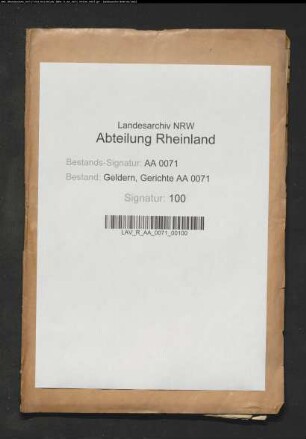 Landesarchiv NRW
Abteilung Rheinland
Bestands-Signatur: AA 0071
Bestand: Geldern, Gerichte AA 0071
Signatur: 100
LAV_R_AA_0071_00100